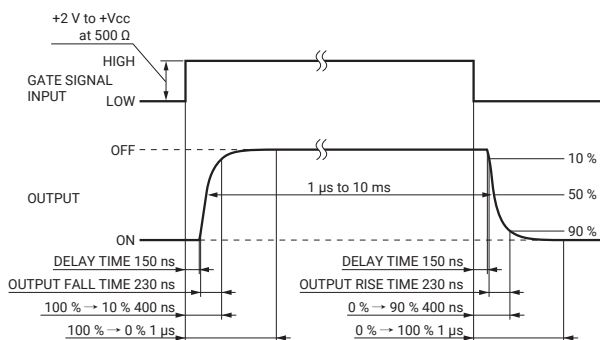 +2 V to +Vcc
at 500 Ω
HIGH
GATE SIGNAL
INPUT
LOW
OFF
10 %
1 µs to 10 ms
50 %
OUTPUT
90 %
ON
DELAY TIME 150 ns
DELAY TIME 150 ns
OUTPUT FALL TIME 230 ns
OUTPUT RISE TIME 230 ns
100 % → 10 % 400 ns
0 % → 90 % 400 ns
100 % → 0 % 1 µs
0 % → 100 % 1 µs